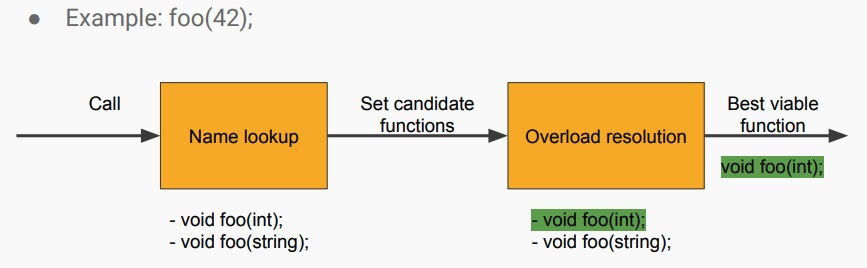 ● Example: foo(42);
Call
Name lookup
Set candidate
functions
Overload resolution
Best viable
function
void foo(int);
- void foo(int);
- void foo(string);
- void foo(int);
- void foo(string);